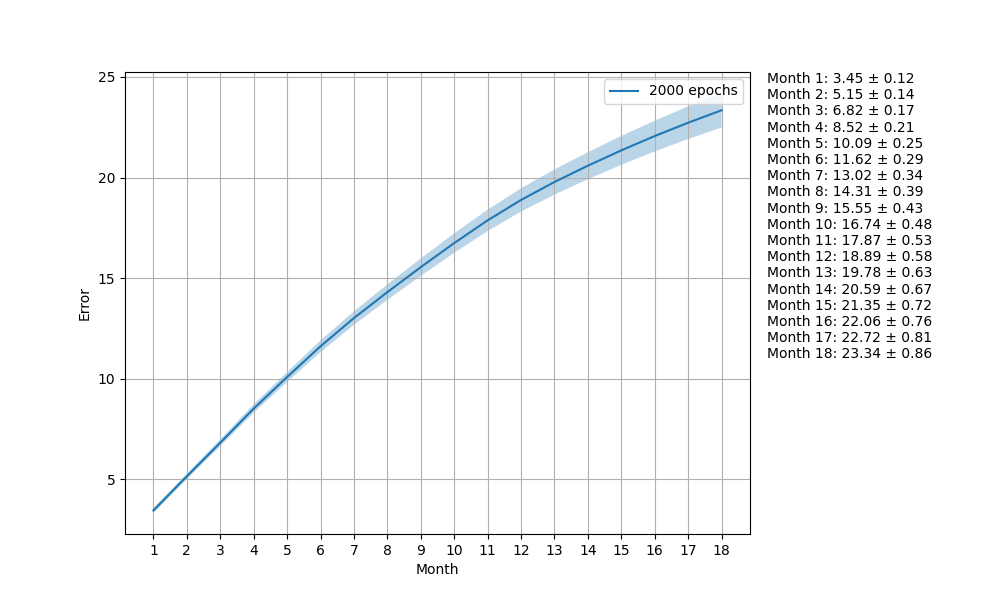 25
20
15
10
5
Error
1 2 3 4 5 6 7 8 9 10 11 12 13 14 15 16 17 18
Month
2000 epochs
Month 1: 3.45 ± 0.12
Month 2: 5.15 ± 0.14
Month 3: 6.82 ± 0.17
Month 4: 8.52 ± 0.21
Month 5: 10.09 ± 0.25
Month 6: 11.62 ± 0.29
Month 7: 13.02 ± 0.34
Month 8: 14.31 ± 0.39
Month 9: 15.55 ± 0.43
Month 10: 16.74 ± 0.48
Month 11: 17.87 ± 0.53
Month 12: 18.89 ± 0.58
Month 13: 19.78 ± 0.63
Month 14: 20.59 ± 0.67
Month 15: 21.35 ± 0.72
Month 16: 22.06 ± 0.76
Month 17: 22.72 ± 0.81
Month 18: 23.34 ± 0.86